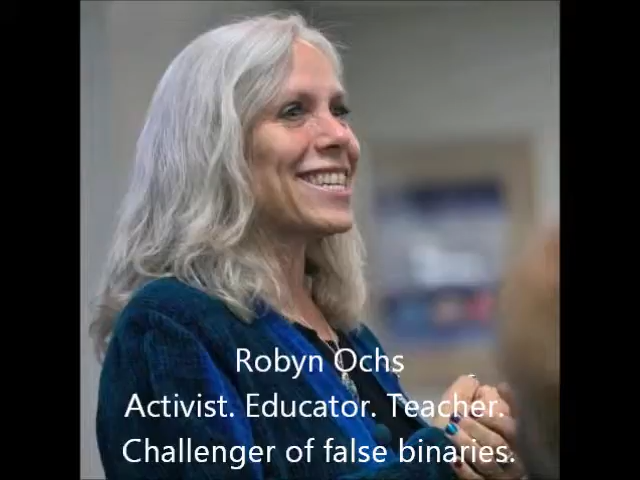 Robyn Ochs
Activist. Educator. Teacher.
Challenger of false binaries.